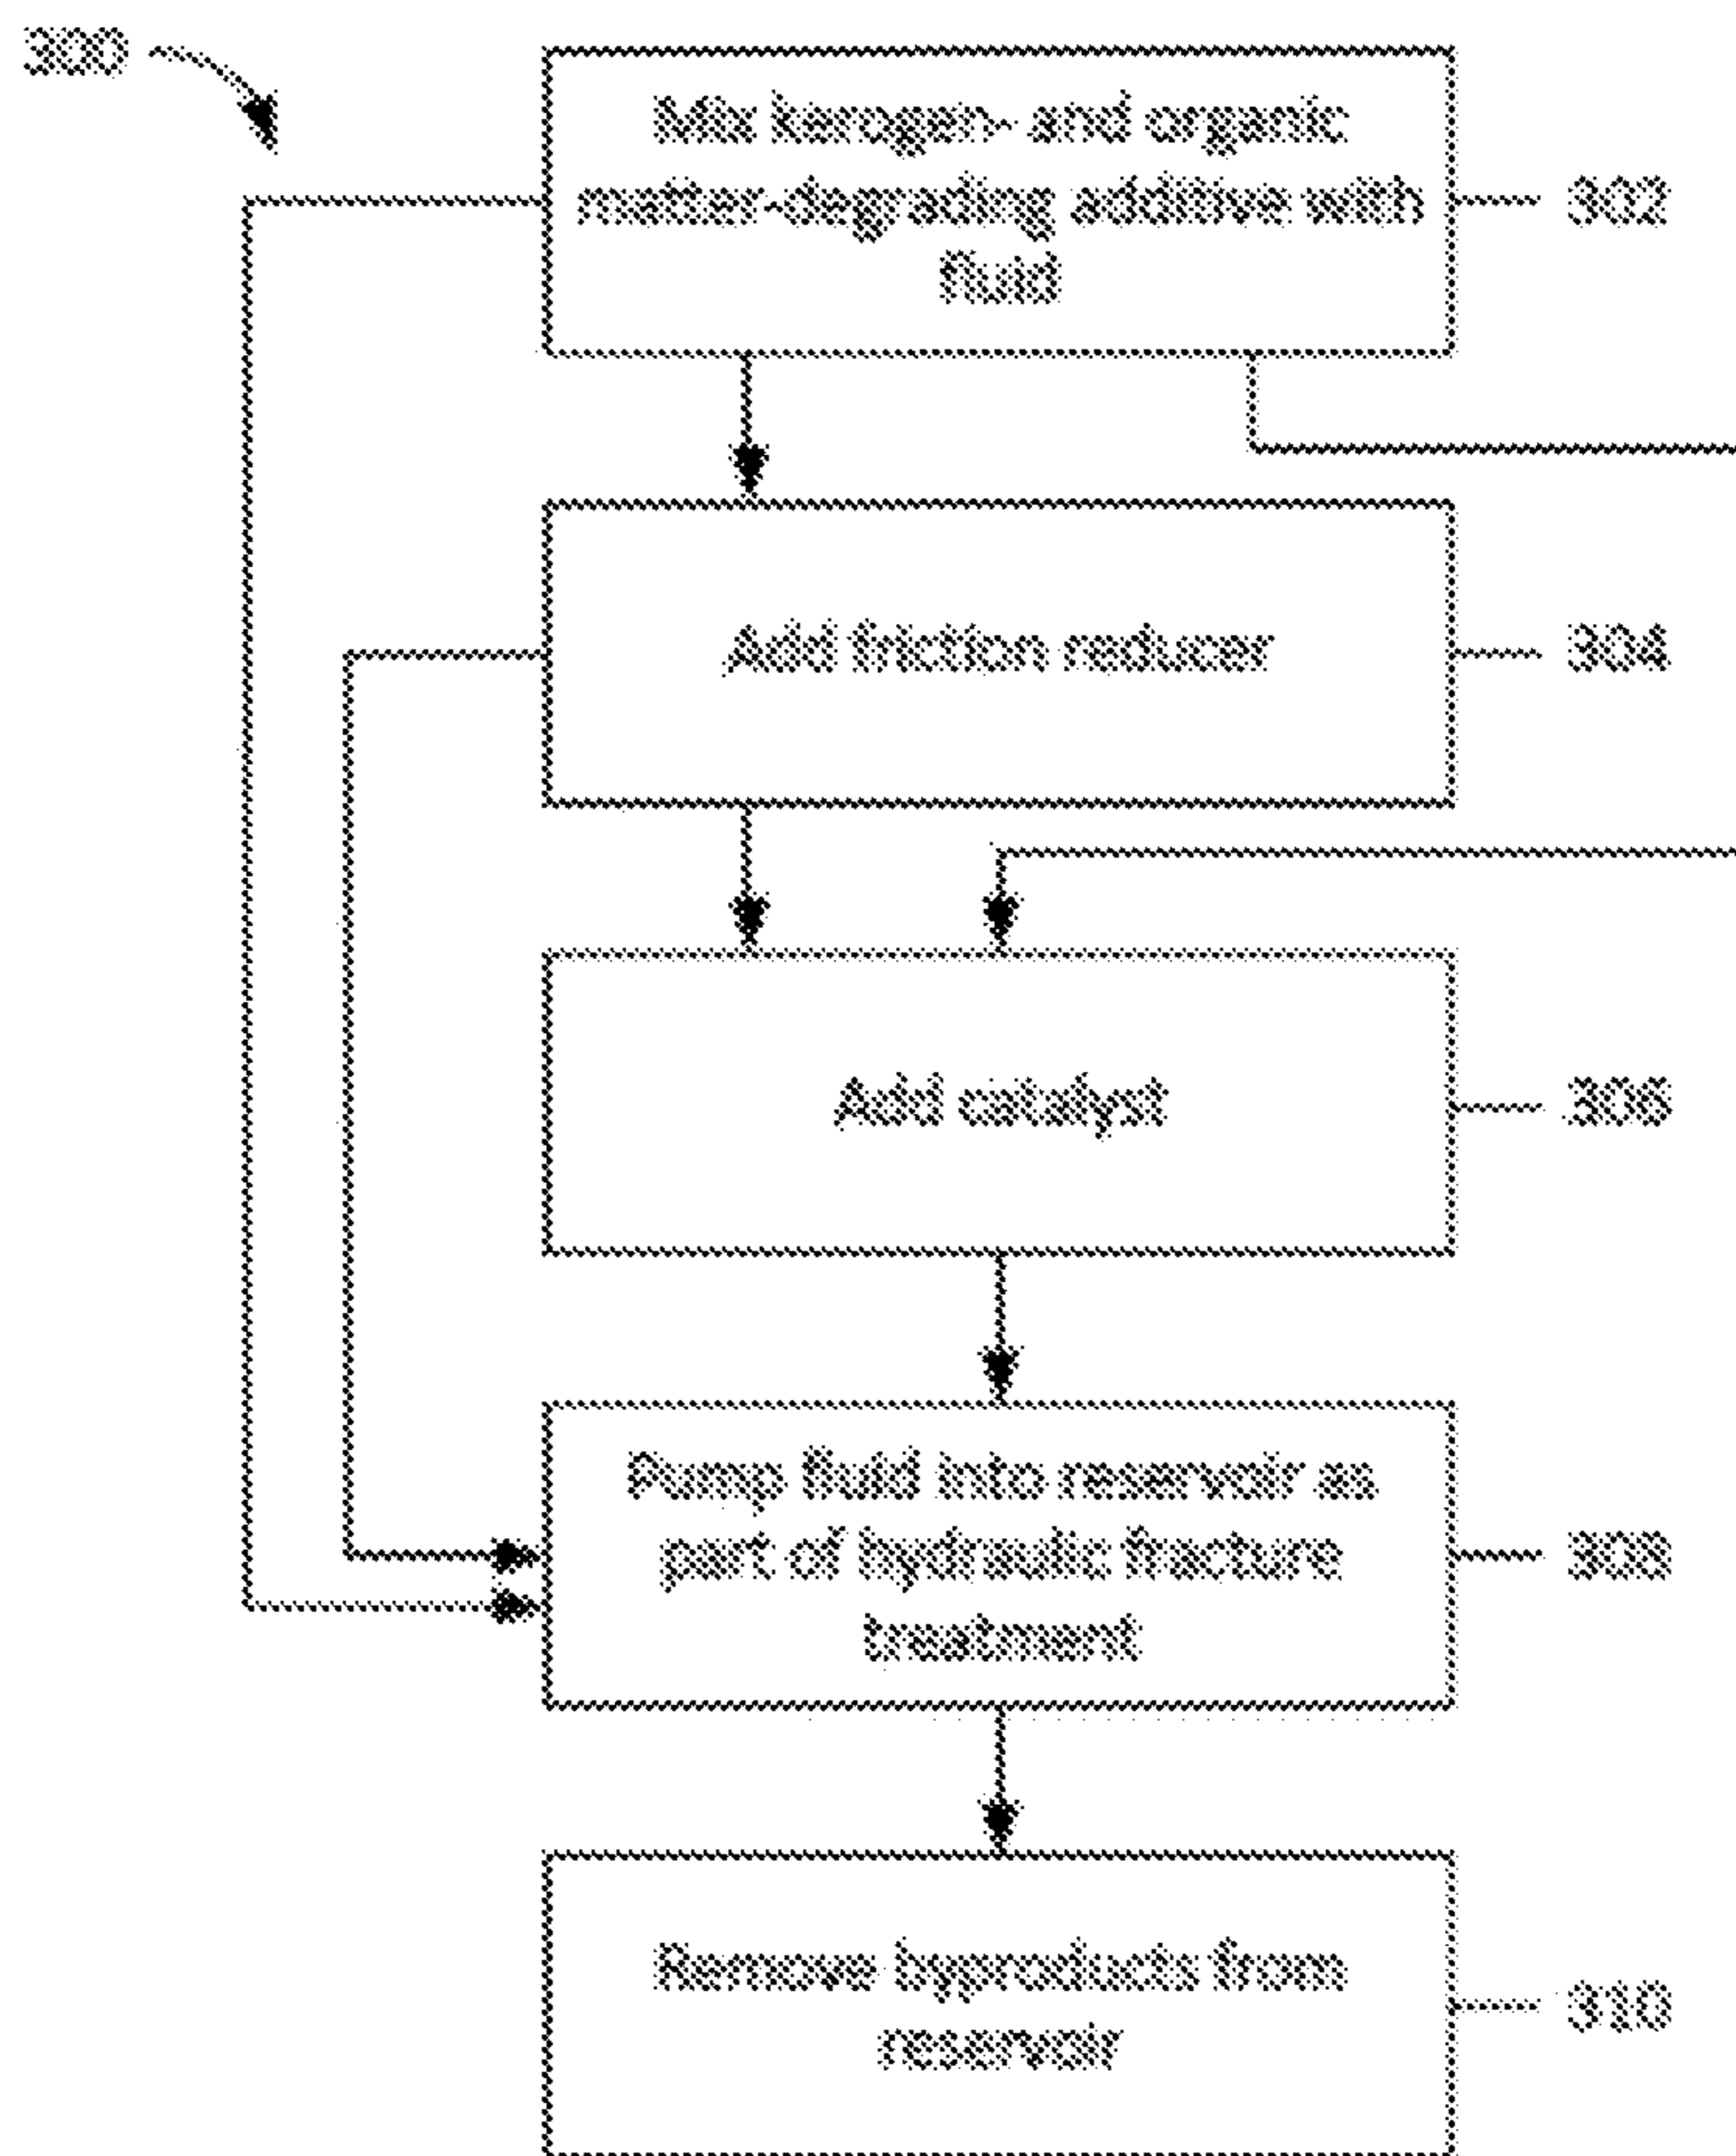 300
Mix kerogen- and organic
matter-degrading additive with
fluid
302
Add friction reducer
304
Add catalyst
306
Pump fluid into reservoir as
part of hydraulic fracture
treatment
308
Remove byproducts from
reservoir
310